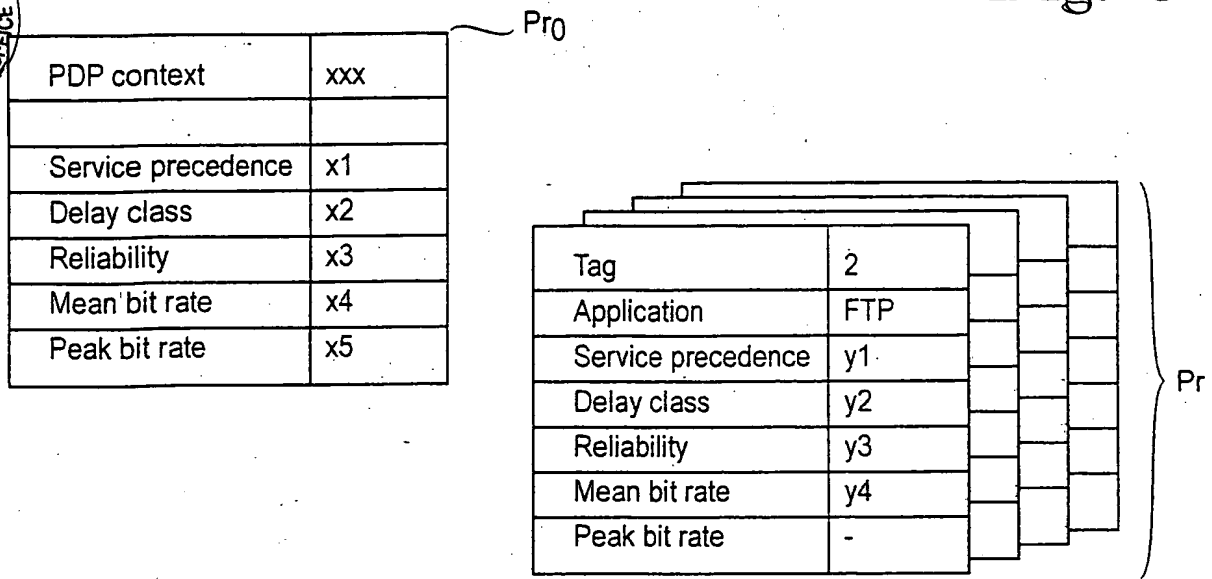 Pr0
PDP context xxx
Service precedence x1
Delay class x2
Reliability x3
Mean bit rate x4
Peak bit rate x5
Tag 2
Application FTP
Service precedence y1
Delay class y2
Reliability y3
Mean bit rate y4
Peak bit rate -
Pr